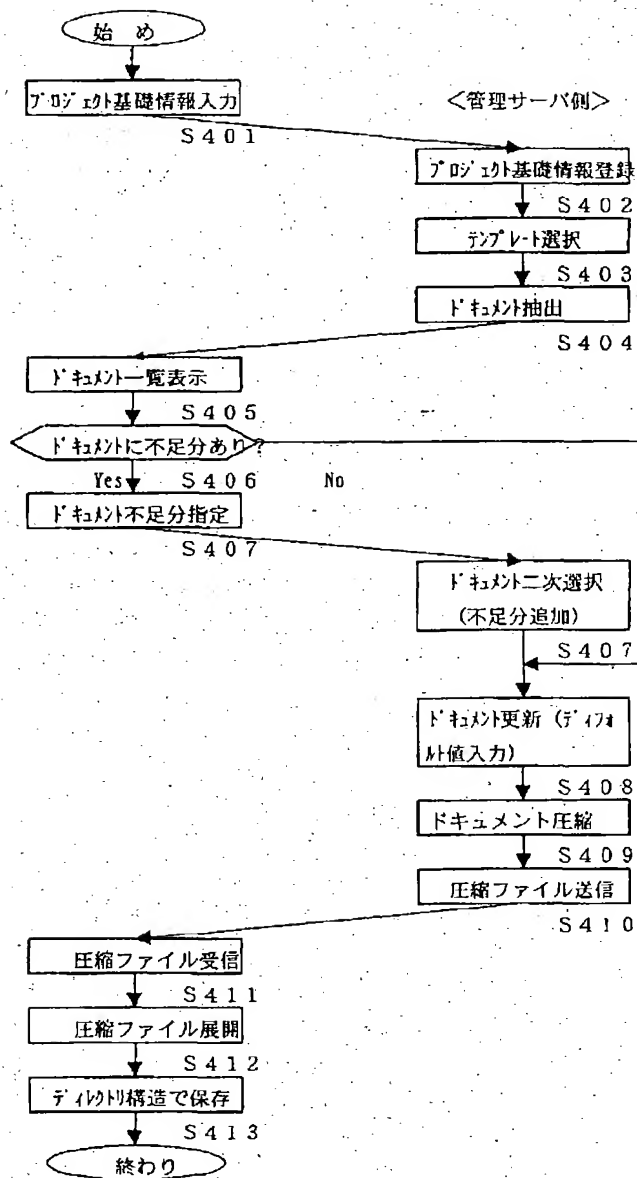 始 め
プロジェクト基礎情報入力
<管理サーバ側>
S401
プロジェクト基礎情報登録
S402
テンプレート選択
S403
ドキュメント抽出
S404
ドキュメント一覧表示
S405
ドキュメントに不足分あり?
Yes
S406
No
ドキュメント不足分指定
S407
ドキュメント二次選択
(不足分追加)
S407
ドキュメント更新 (ディフォ
ルト値入力)
S408
ドキュメント圧縮
S409
圧縮ファイル送信
S410
圧縮ファイル受信
S411
圧縮ファイル展開
S412
ディレクトリ構造で保存
S413
終わり